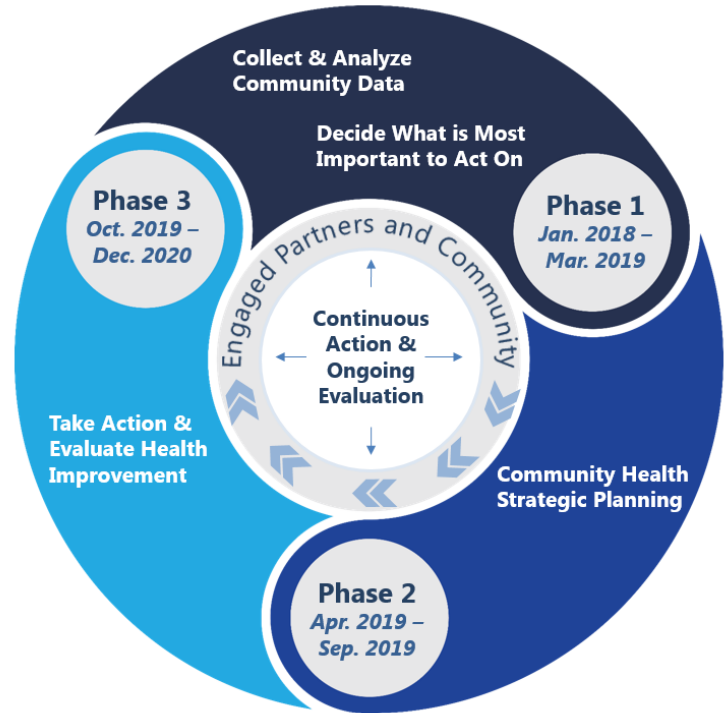 Collect & Analyze
Community Data
Decide What is Most
Important to Act On
Phase 1
Jan. 2018 –
Mar. 2019
Phase 3
Oct. 2019 –
Dec. 2020
Engaged Partners and Community
Continuous
Action &
Ongoing
Evaluation
Take Action &
Evaluate Health
Improvement
Community Health
Strategic Planning
Phase 2
Apr. 2019 –
Sep. 2019